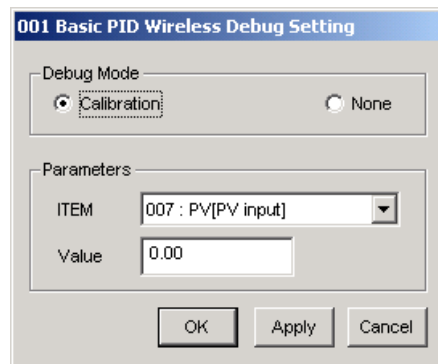 001 Basic PID Wireless Debug Setting
Debug Mode
Calibration None
Parameters
ITEM 007 : PV[PV input]
Value 0.00
OK Apply Cancel